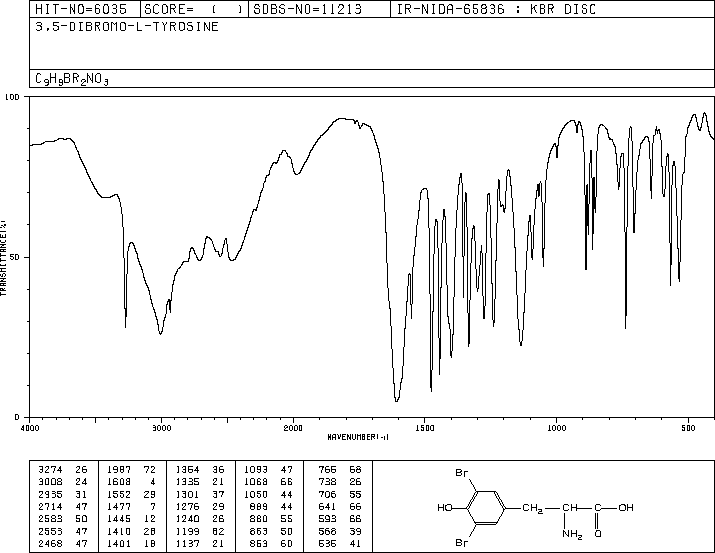 HIT-NO=6035 SCORE= ( ) SDBS-NO=11213 IR-NIDA-65836 : KBR DISC
3,5-DIBROMO-L-TYROSINE
C9H9BR2NO3
100
TRANSMITTANCE(%)
50
0
4000 3000 2000 1500 1000 500
WAVENUMBER(-1)
3274 26 1987 72 1364 36 1093 47 766 68
3008 24 1608 4 1335 21 1068 66 738 26
2935 31 1552 29 1301 37 1050 44 706 55
2714 47 1477 7 1276 29 889 44 641 66
2583 50 1445 12 1240 26 880 55 593 66
2553 47 1410 28 1199 62 863 50 568 39
2468 47 1401 18 1137 21 853 60 535 41
Br
HO CH2 CH C OH
Br NH2 O